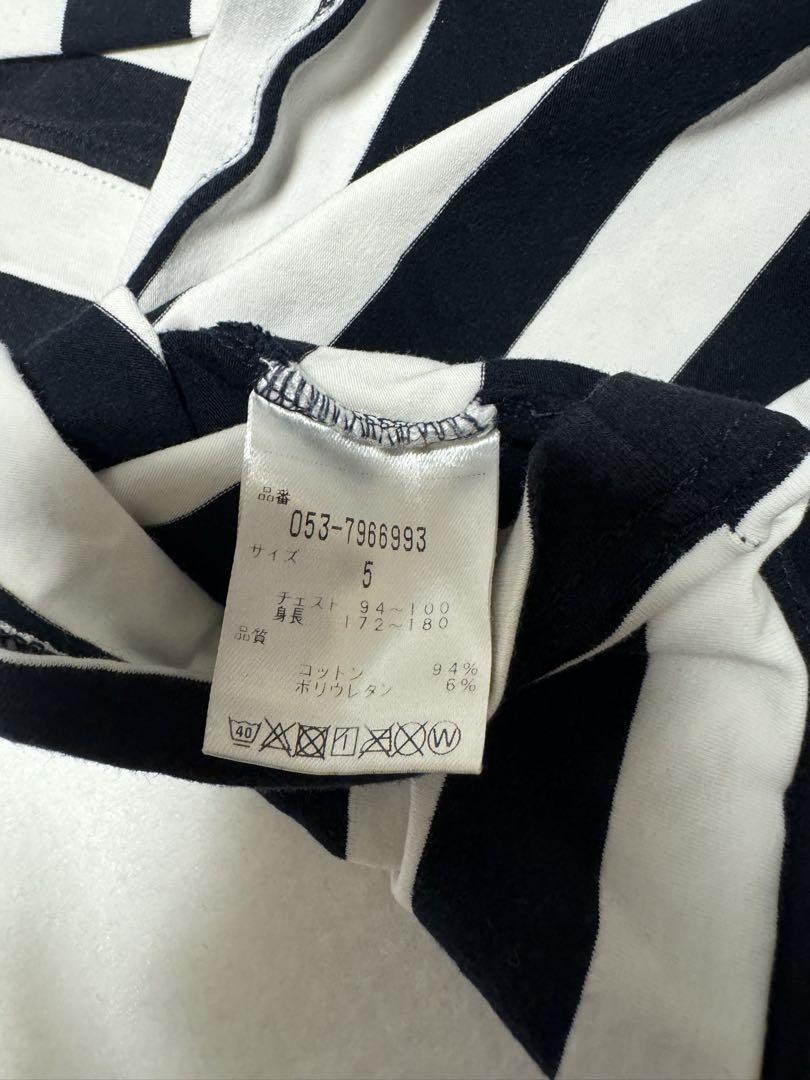 品番
053-7966993
サイズ
5
チェスト 94～100
身長 172～180
品質
コットン 94%
ポリウレタン 6%
40 W